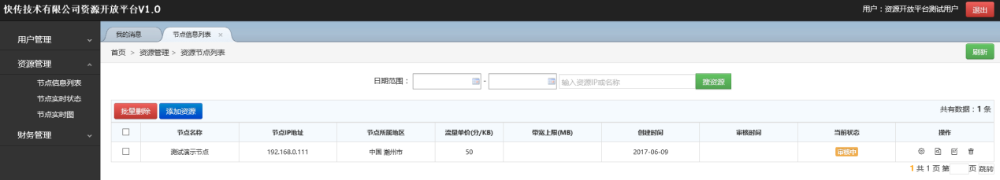 快传技术有限公司资源开放平台V1.0
用户：资源开放平台测试用户 退出
用户管理
资源管理
节点信息列表
节点实时状态
节点实时图
财务管理
我的消息 节点信息列表 ×
首页 > 资源管理 > 资源节点列表 刷新
日期范围： - 输入资源IP或名称 搜资源
批量删除 添加资源 共有数据：1 条
节点名称 节点IP地址 节点所属地区 流量单价(分/KB) 带宽上限(MB) 创建时间 审核时间 当前状态 操作
测试演示节点 192.168.0.111 中国 潮州市 50 2017-06-09 审核中
1 共 1 页 第 页 跳转